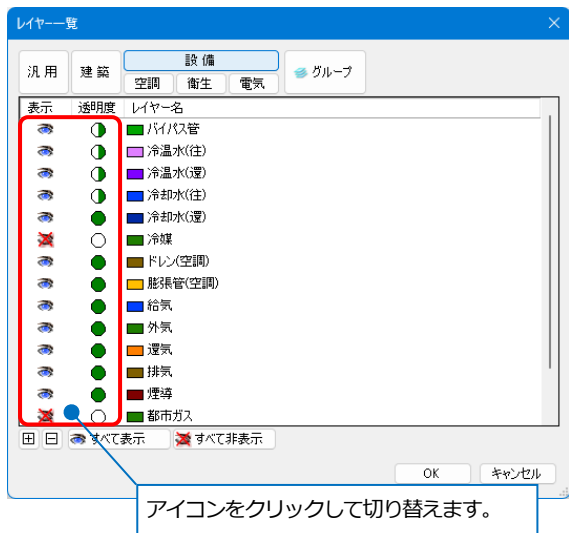 レイヤー一覧
汎用
建築
設備
空調
衛生
電気
グループ
表示 透明度 レイヤー名
バイパス管
冷温水(往)
冷温水(還)
冷却水(往)
冷却水(還)
冷媒
ドレン(空調)
膨張管(空調)
給気
外気
還気
排気
煙導
都市ガス
すべて表示 すべて非表示
OK キャンセル
アイコンをクリックして切り替えます。